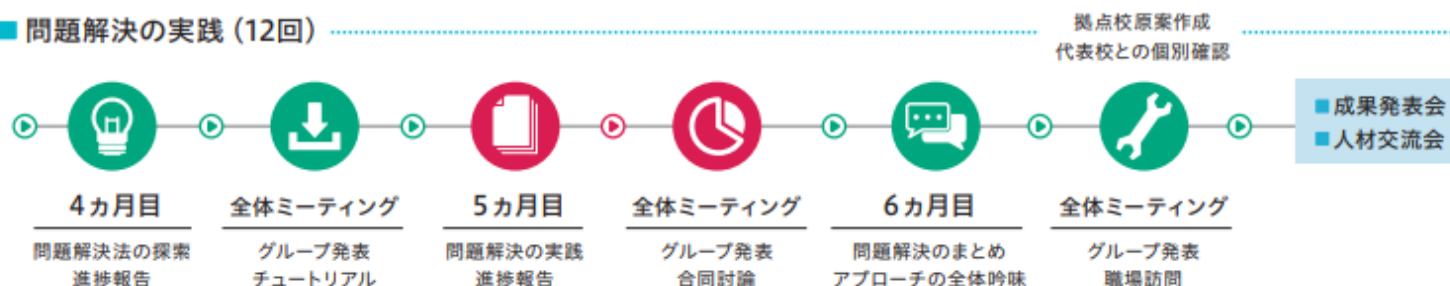 ■ 問題解決の実践(12回)
拠点校原案作成
代表校との個別確認
■成果発表会
■人材交流会
4ヵ月目
問題解決法の探索
進捗報告
全体ミーティング
グループ発表
チュートリアル
5ヵ月目
問題解決の実践
進捗報告
全体ミーティング
グループ発表
合同討論
6ヵ月目
問題解決のまとめ
アプローチの全体吟味
全体ミーティング
グループ発表
職場訪問